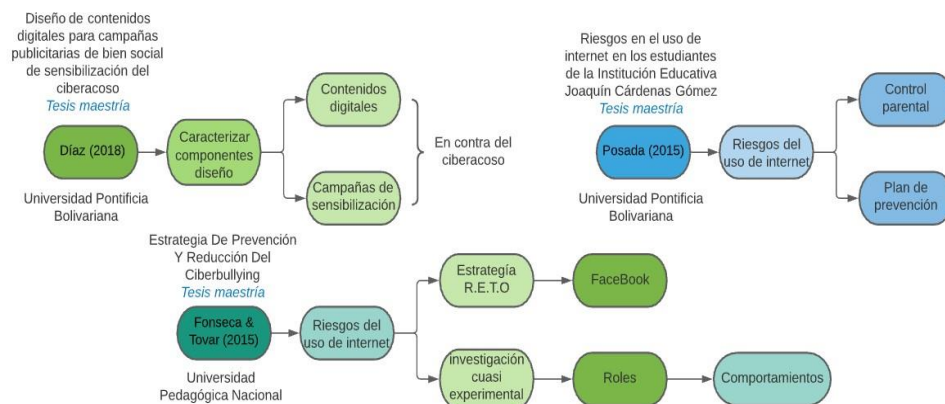 Diseño de contenidos
digitales para campañas
publicitarias de bien social
de sensibilización del
ciberacoso
Tesis maestría
Díaz (2018)
Universidad Pontificia
Bolivariana
Caracterizar
componentes
diseño
Contenidos
digitales
Campañas de
sensibilización
En contra del
ciberacoso
Riesgos en el uso de
internet en los estudiantes
de la Institución Educativa
Joaquín Cárdenas Gómez
Tesis maestría
Posada (2015)
Universidad Pontificia
Bolivariana
Riesgos del
uso de internet
Control
parental
Plan de
prevención
Estrategia De Prevención
Y Reducción Del
Ciberbullying
Tesis maestría
Fonseca &
Tovar (2015)
Universidad
Pedagógica Nacional
Riesgos del
uso de internet
Estrategía
R.E.T.O
FaceBook
investigación
cuasi
experimental
Roles
Comportamientos